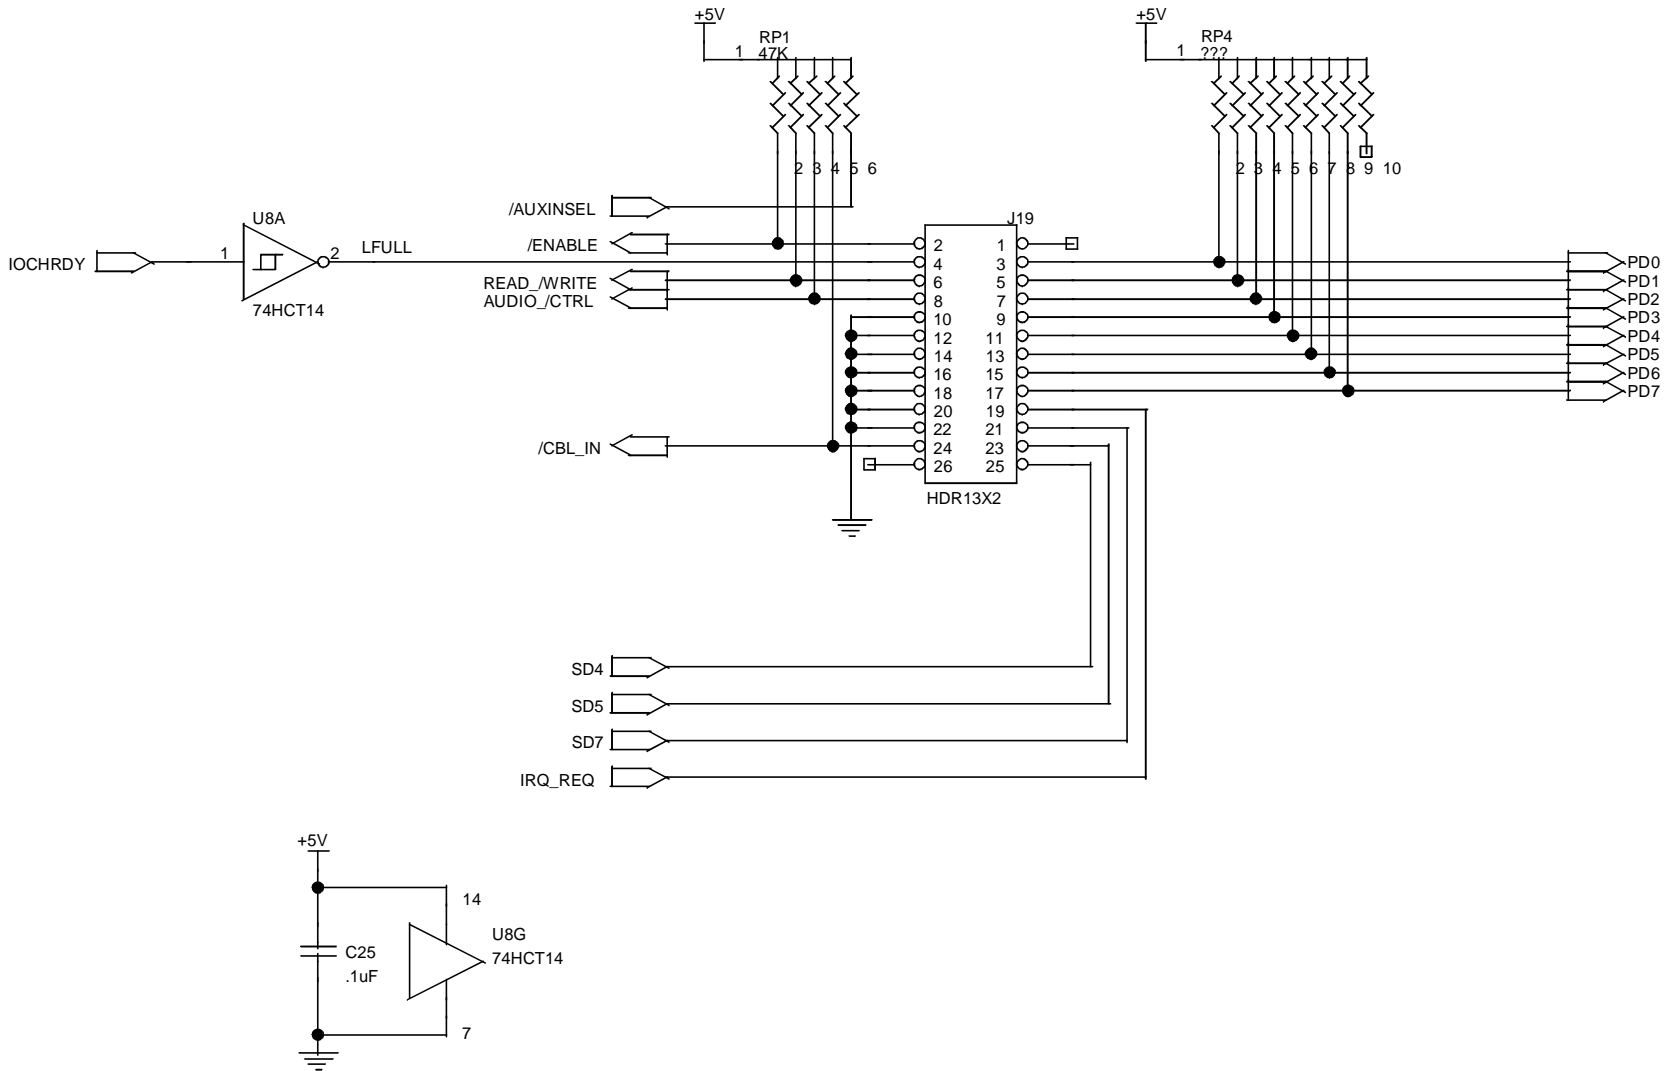 +5V
+5V
RP1
1
47K
RP4
1
???
2 3 4 5 6
2 3 4 5 6 7 8 9 10
/AUXINSEL
U8A
J19
/ENABLE
2 1
IOCHRDY
1
2
LFULL
4 3
PD0
READ_/WRITE
6 5
PD1
AUDIO_/CTRL
8 7
PD2
74HCT14
10 9
PD3
12 11
PD4
14 13
PD5
16 15
PD6
18 17
PD7
20 19
22 21
/CBL_IN
24 23
26 25
HDR13X2
SD4
SD5
SD7
IRQ_REQ
+5V
14
U8G
74HCT14
C25
.1uF
7